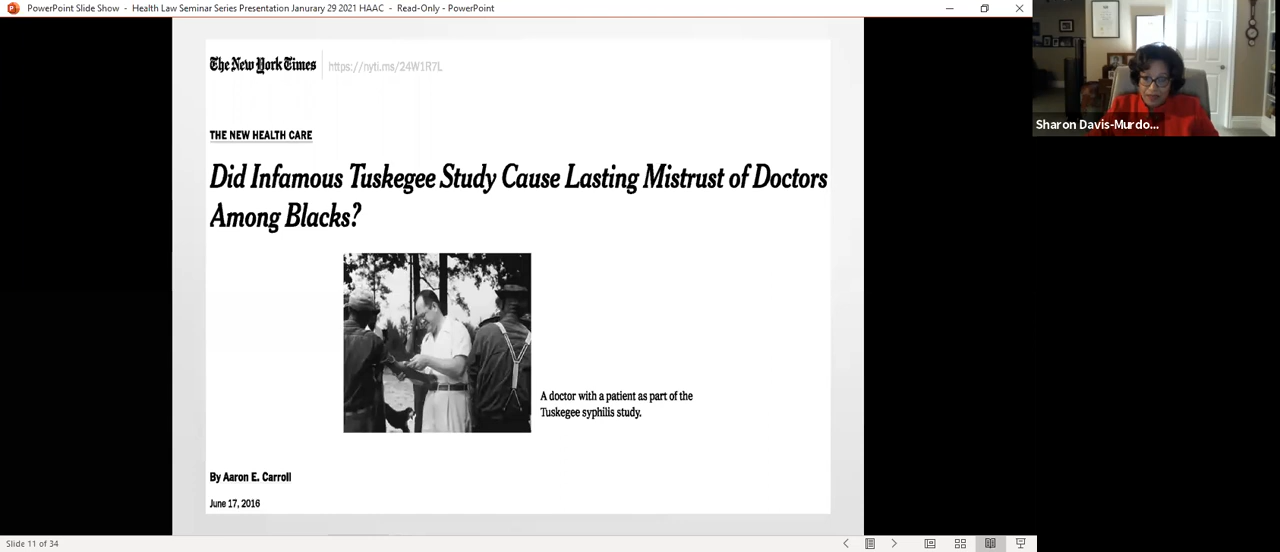 PowerPoint Slide Show - Health Law Seminar Series Presentation Janurary 29 2021 HAAC - Read-Only - PowerPoint
The New York Times
https://nyti.ms/24W1R7L
THE NEW HEALTH CARE
Did Infamous Tuskegee Study Cause Lasting Mistrust of Doctors
Among Blacks?
A doctor with a patient as part of the
Tuskegee syphilis study.
By Aaron E. Carroll
June 17, 2016
Slide 11 of 34
Sharon Davis-Murdo...